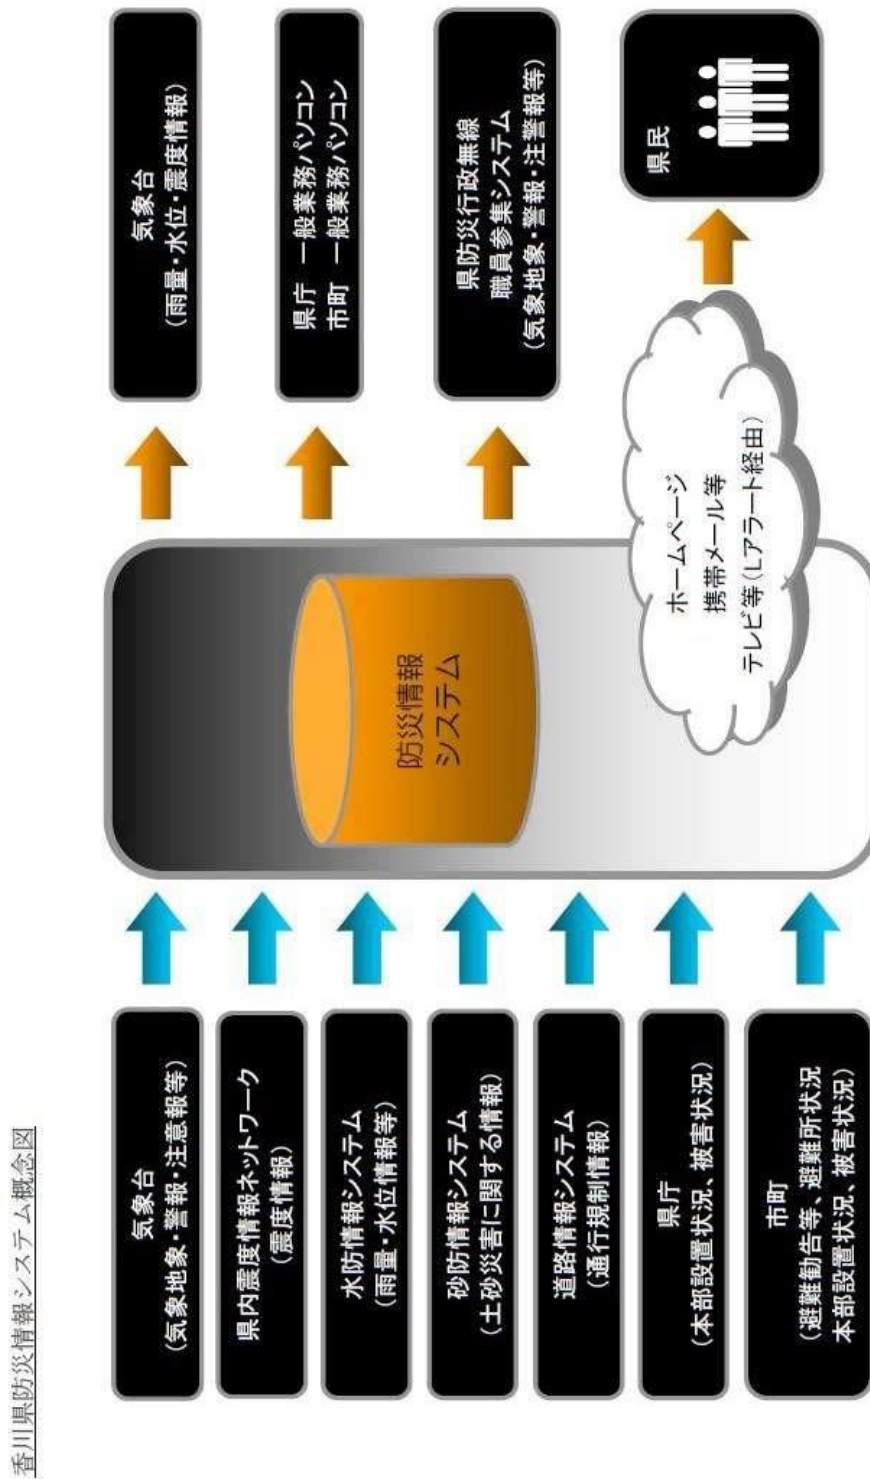 香川県防災情報システム概念図
気象台
(気象地象・警報・注意報等)
県内震度情報ネットワーク
(震度情報)
水防情報システム
(雨量・水位情報等)
砂防情報システム
(土砂災害に関する情報)
道路情報システム
(通行規制情報)
県庁
(本部設置状況、被害状況)
市町
(避難勧告等、避難所状況
本部設置状況、被害状況)
防災情報
システム
気象台
(雨量・水位・震度情報)
県庁 一般業務パソコン
市町 一般業務パソコン
県防災行政無線
職員参集システム
(気象地象・警報・注警報等)
ホームページ
携帯メール等
テレビ等(Lアラート経由)
県民